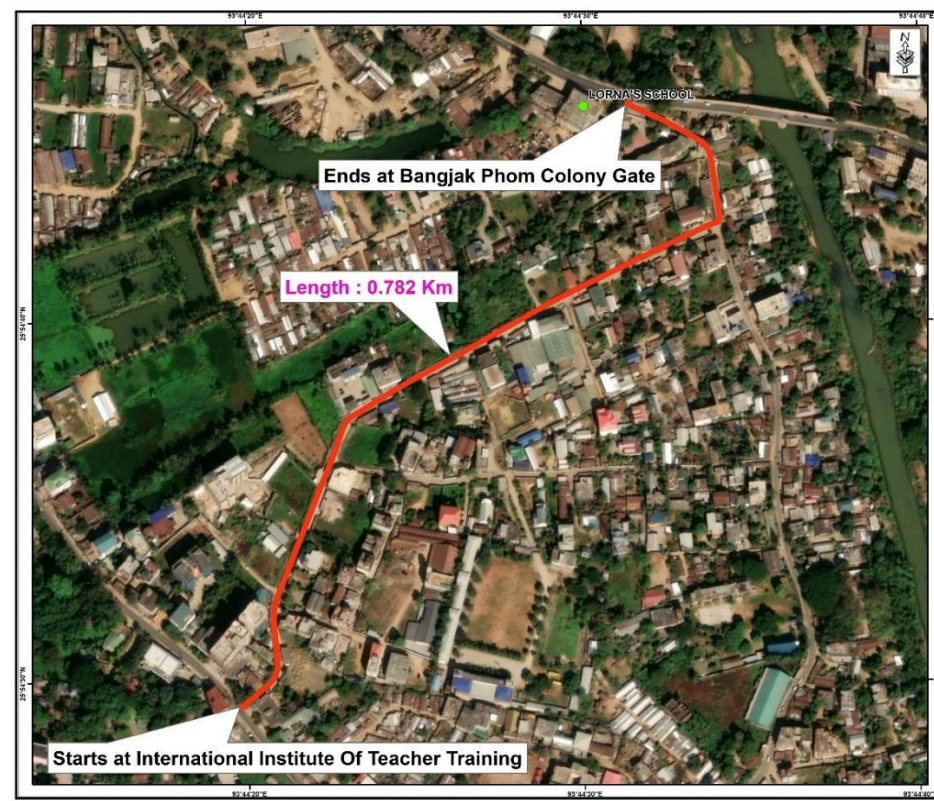 93°44'20"E 93°44'30"E 93°44'40"E
N
LORNA'S SCHOOL
Ends at Bangjak Phom Colony Gate
Length : 0.782 Km
25°54'40"N
25°54'30"N
Starts at International Institute Of Teacher Training
93°44'20"E 93°44'30"E 93°44'40"E